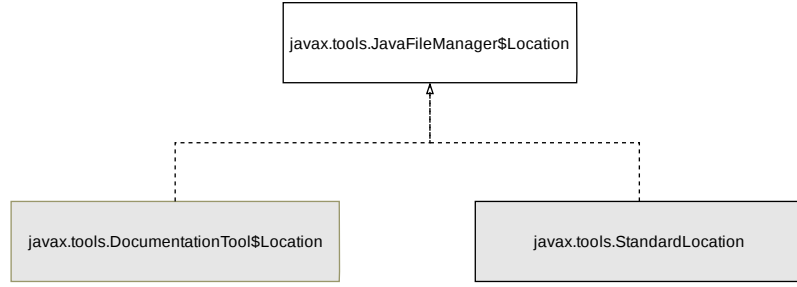 javax.tools.JavaFileManager$Location
javax.tools.DocumentationTool$Location
javax.tools.StandardLocation